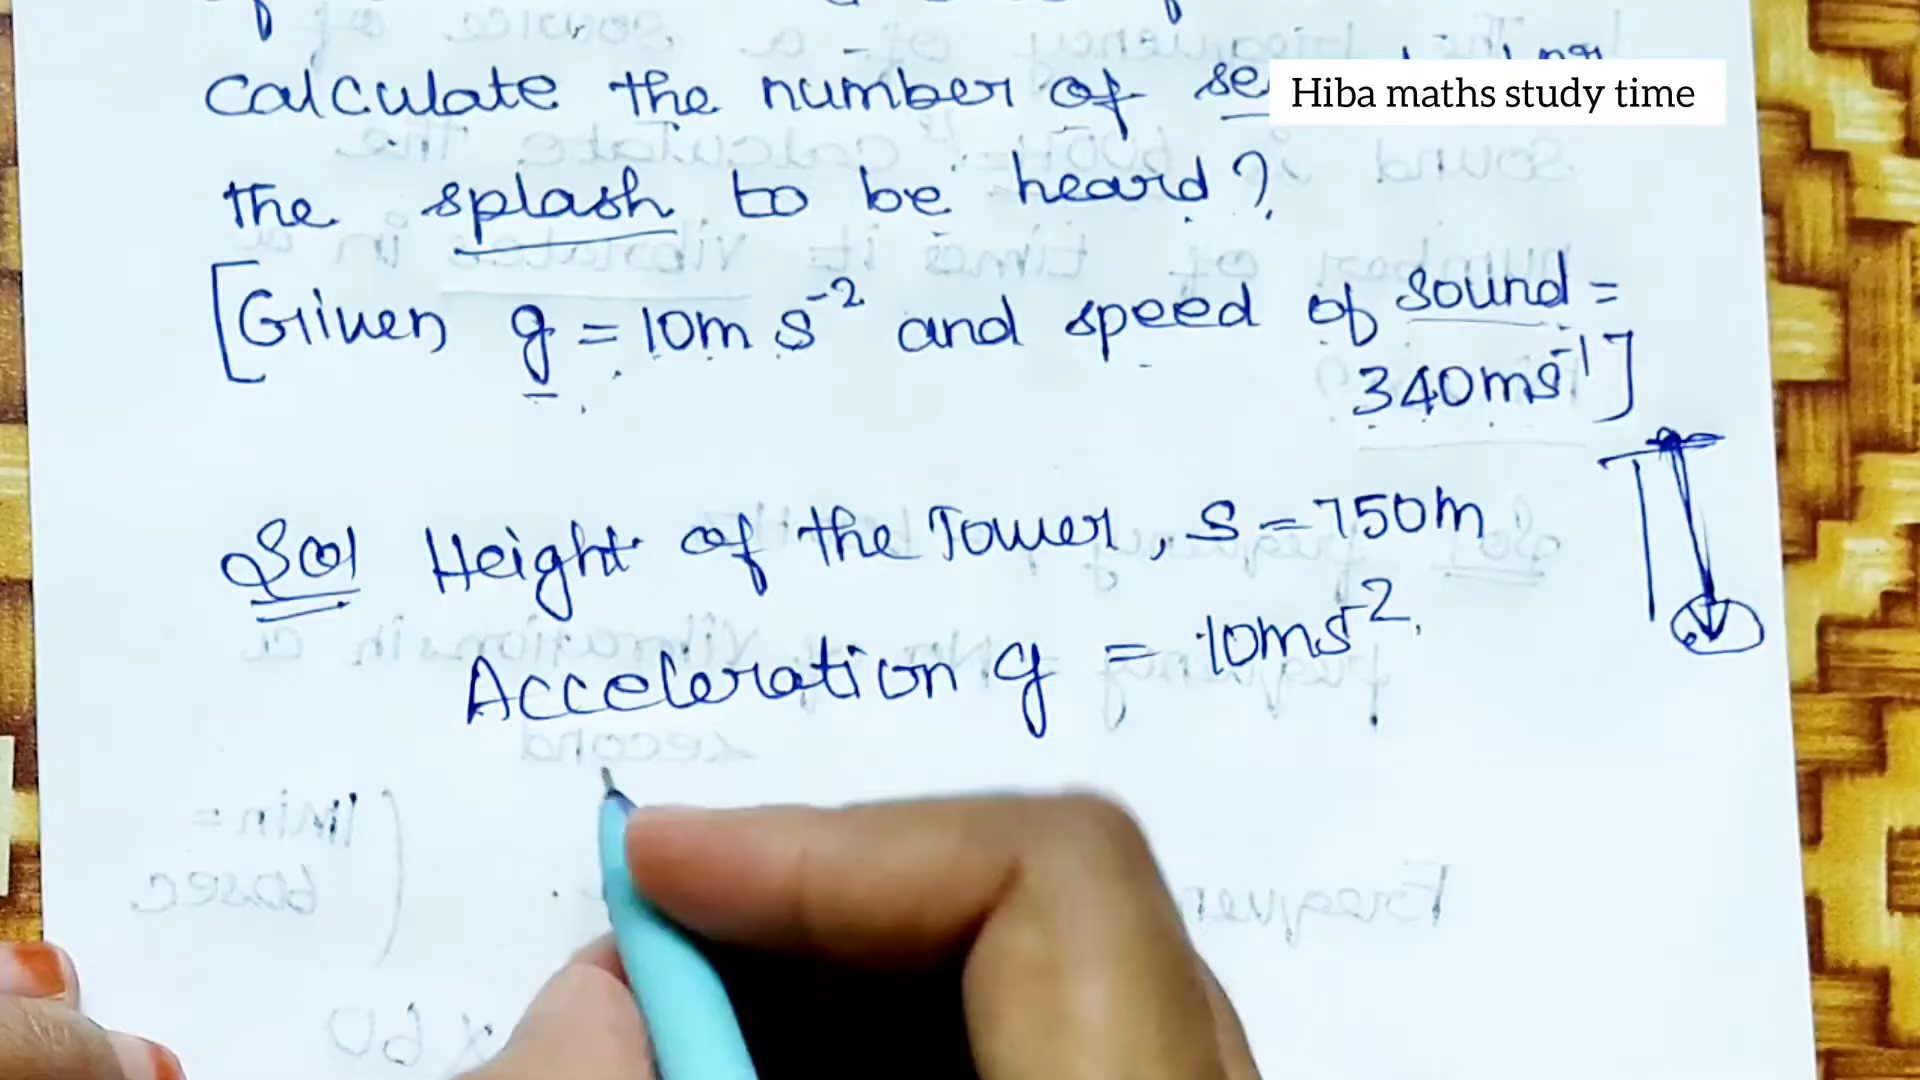 Calculate the number of
Hiba maths study time
the splash to be heard?
[Given g = 10m s⁻² and speed of sound =
340ms⁻¹]
Sol Height of the Tower, S = 750m
Acceleration g = 10ms⁻².